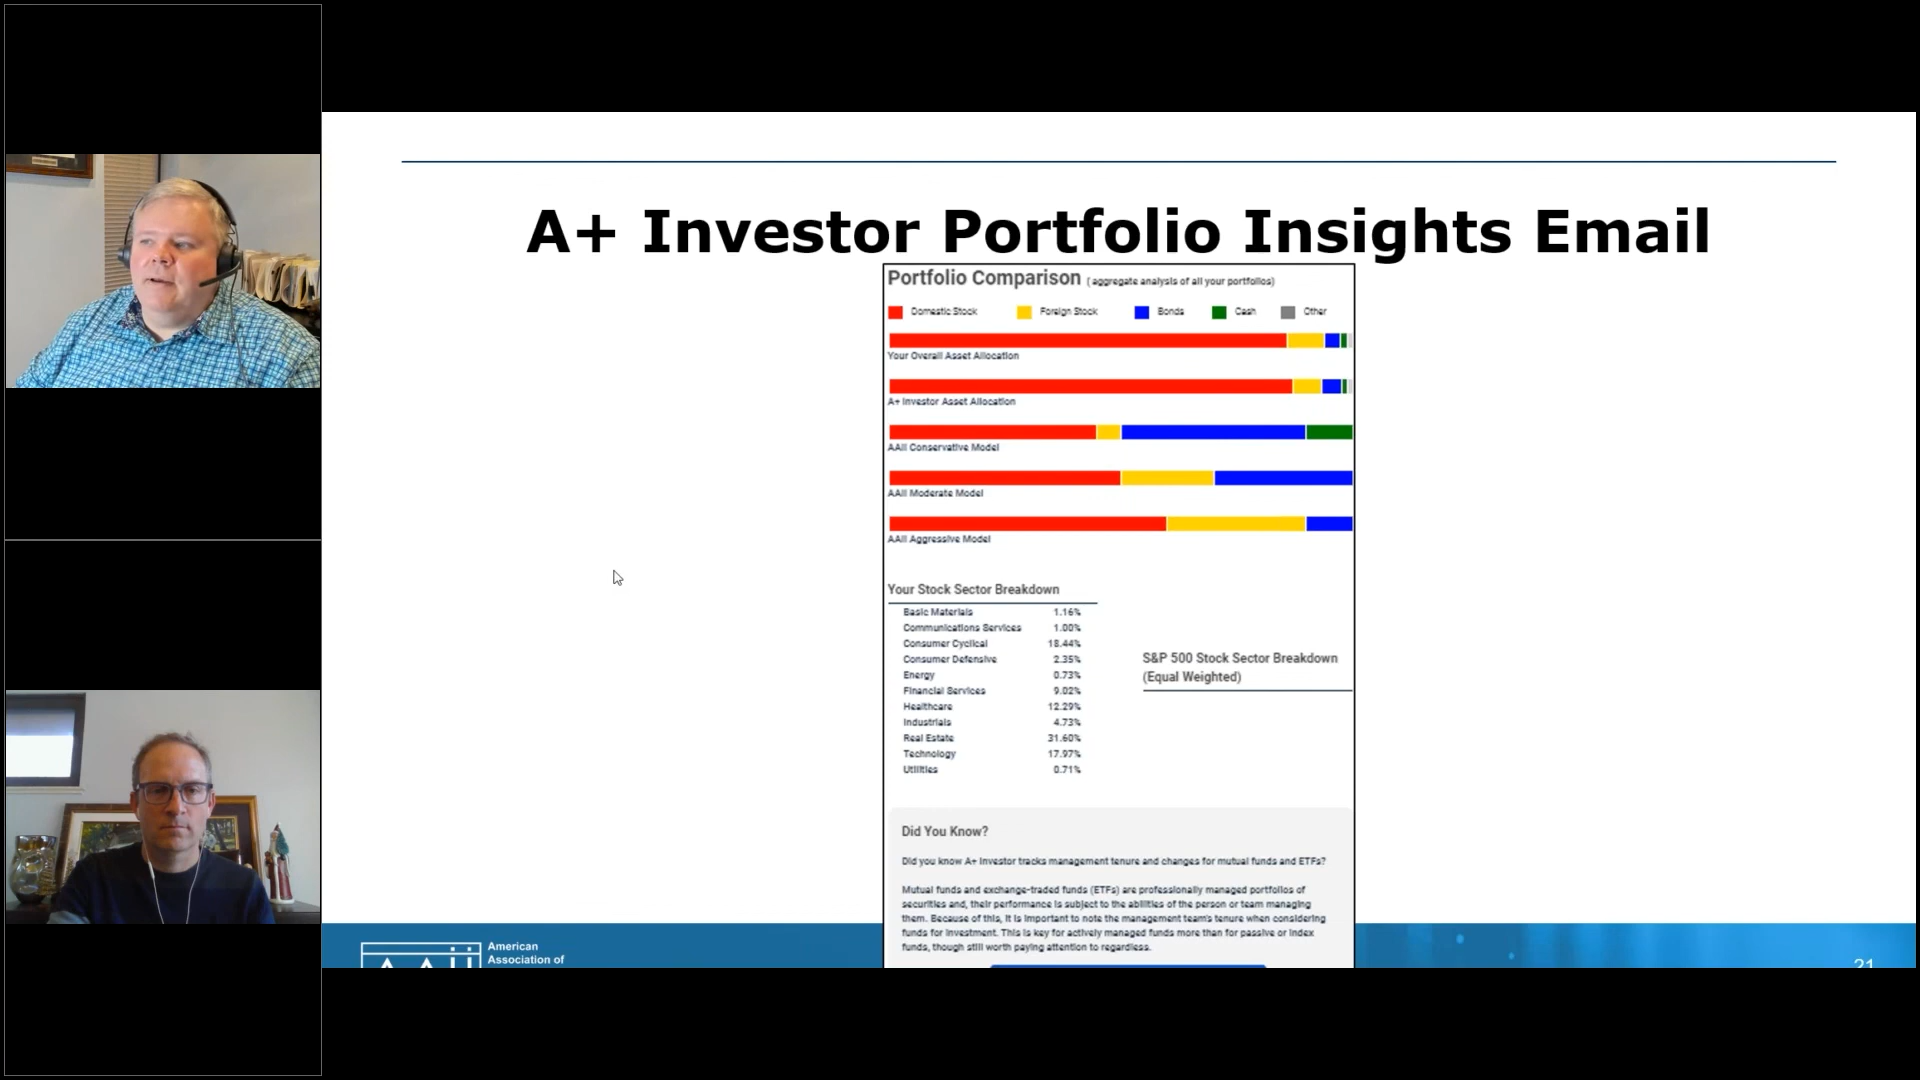 A+ Investor Portfolio Insights Email
Portfolio Comparison ( aggregate analysis of all your portfolios)
Domestic Stock Foreign Stock Bonds Cash Other
Your Overall Asset Allocation
A+ Investor Asset Allocation
AAII Conservative Model
AAII Moderate Model
AAII Aggressive Model
Your Stock Sector Breakdown
Basic Materials 1.16%
Communications Services 1.00%
Consumer Cyclical 18.44%
Consumer Defensive 2.35%
Energy 0.73%
Financial Services 9.02%
Healthcare 12.29%
Industrials 4.73%
Real Estate 31.60%
Technology 17.97%
Utilities 0.71%
S&P 500 Stock Sector Breakdown
(Equal Weighted)
Did You Know?
Did you know A+ Investor tracks management tenure and changes for mutual funds and ETFs?
Mutual funds and exchange-traded funds (ETFs) are professionally managed portfolios of
securities and, their performance is subject to the abilities of the person or team managing
them. Because of this, it is important to note the management team's tenure when considering
funds for investment. This is key for actively managed funds more than for passive or index
funds, though still worth paying attention to regardless.
AAII
American
Association of
21